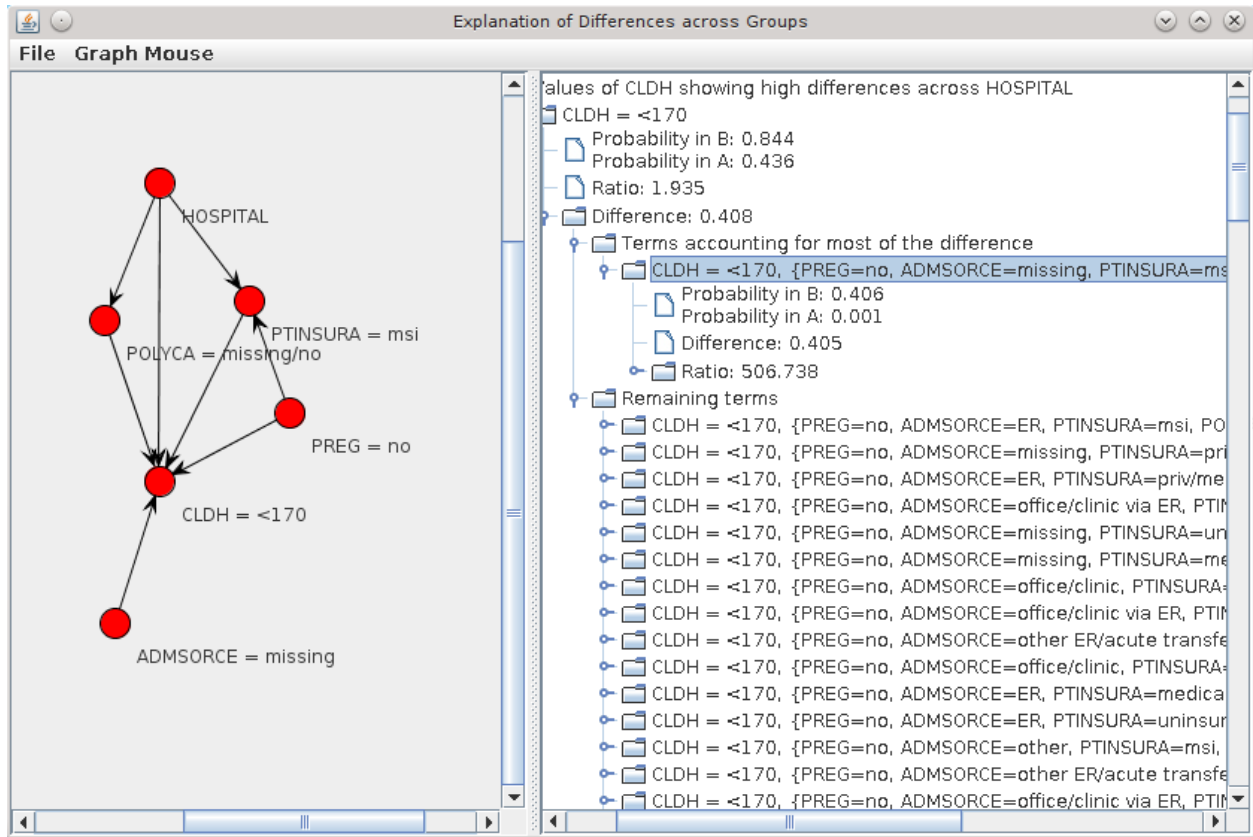 Explanation of Differences across Groups
File Graph Mouse
HOSPITAL
PTINSURA = msi
POLYCA = missing/no
PREG = no
CLDH = <170
ADMSORCE = missing
alues of CLDH showing high differences across HOSPITAL
CLDH = <170
Probability in B: 0.844
Probability in A: 0.436
Ratio: 1.935
Difference: 0.408
Terms accounting for most of the difference
CLDH = <170, {PREG=no, ADMSORCE=missing, PTINSURA=ms
Probability in B: 0.406
Probability in A: 0.001
Difference: 0.405
Ratio: 506.738
Remaining terms
CLDH = <170, {PREG=no, ADMSORCE=ER, PTINSURA=msi, PO
CLDH = <170, {PREG=no, ADMSORCE=missing, PTINSURA=pri
CLDH = <170, {PREG=no, ADMSORCE=ER, PTINSURA=priv/me
CLDH = <170, {PREG=no, ADMSORCE=office/clinic via ER, PTIN
CLDH = <170, {PREG=no, ADMSORCE=missing, PTINSURA=un
CLDH = <170, {PREG=no, ADMSORCE=missing, PTINSURA=me
CLDH = <170, {PREG=no, ADMSORCE=office/clinic, PTINSURA=
CLDH = <170, {PREG=no, ADMSORCE=office/clinic via ER, PTIN
CLDH = <170, {PREG=no, ADMSORCE=other ER/acute transfe
CLDH = <170, {PREG=no, ADMSORCE=office/clinic, PTINSURA=
CLDH = <170, {PREG=no, ADMSORCE=ER, PTINSURA=medica
CLDH = <170, {PREG=no, ADMSORCE=ER, PTINSURA=uninsur
CLDH = <170, {PREG=no, ADMSORCE=other, PTINSURA=msi,
CLDH = <170, {PREG=no, ADMSORCE=other ER/acute transfe
CLDH = <170, {PREG=no, ADMSORCE=office/clinic via ER, PTIN